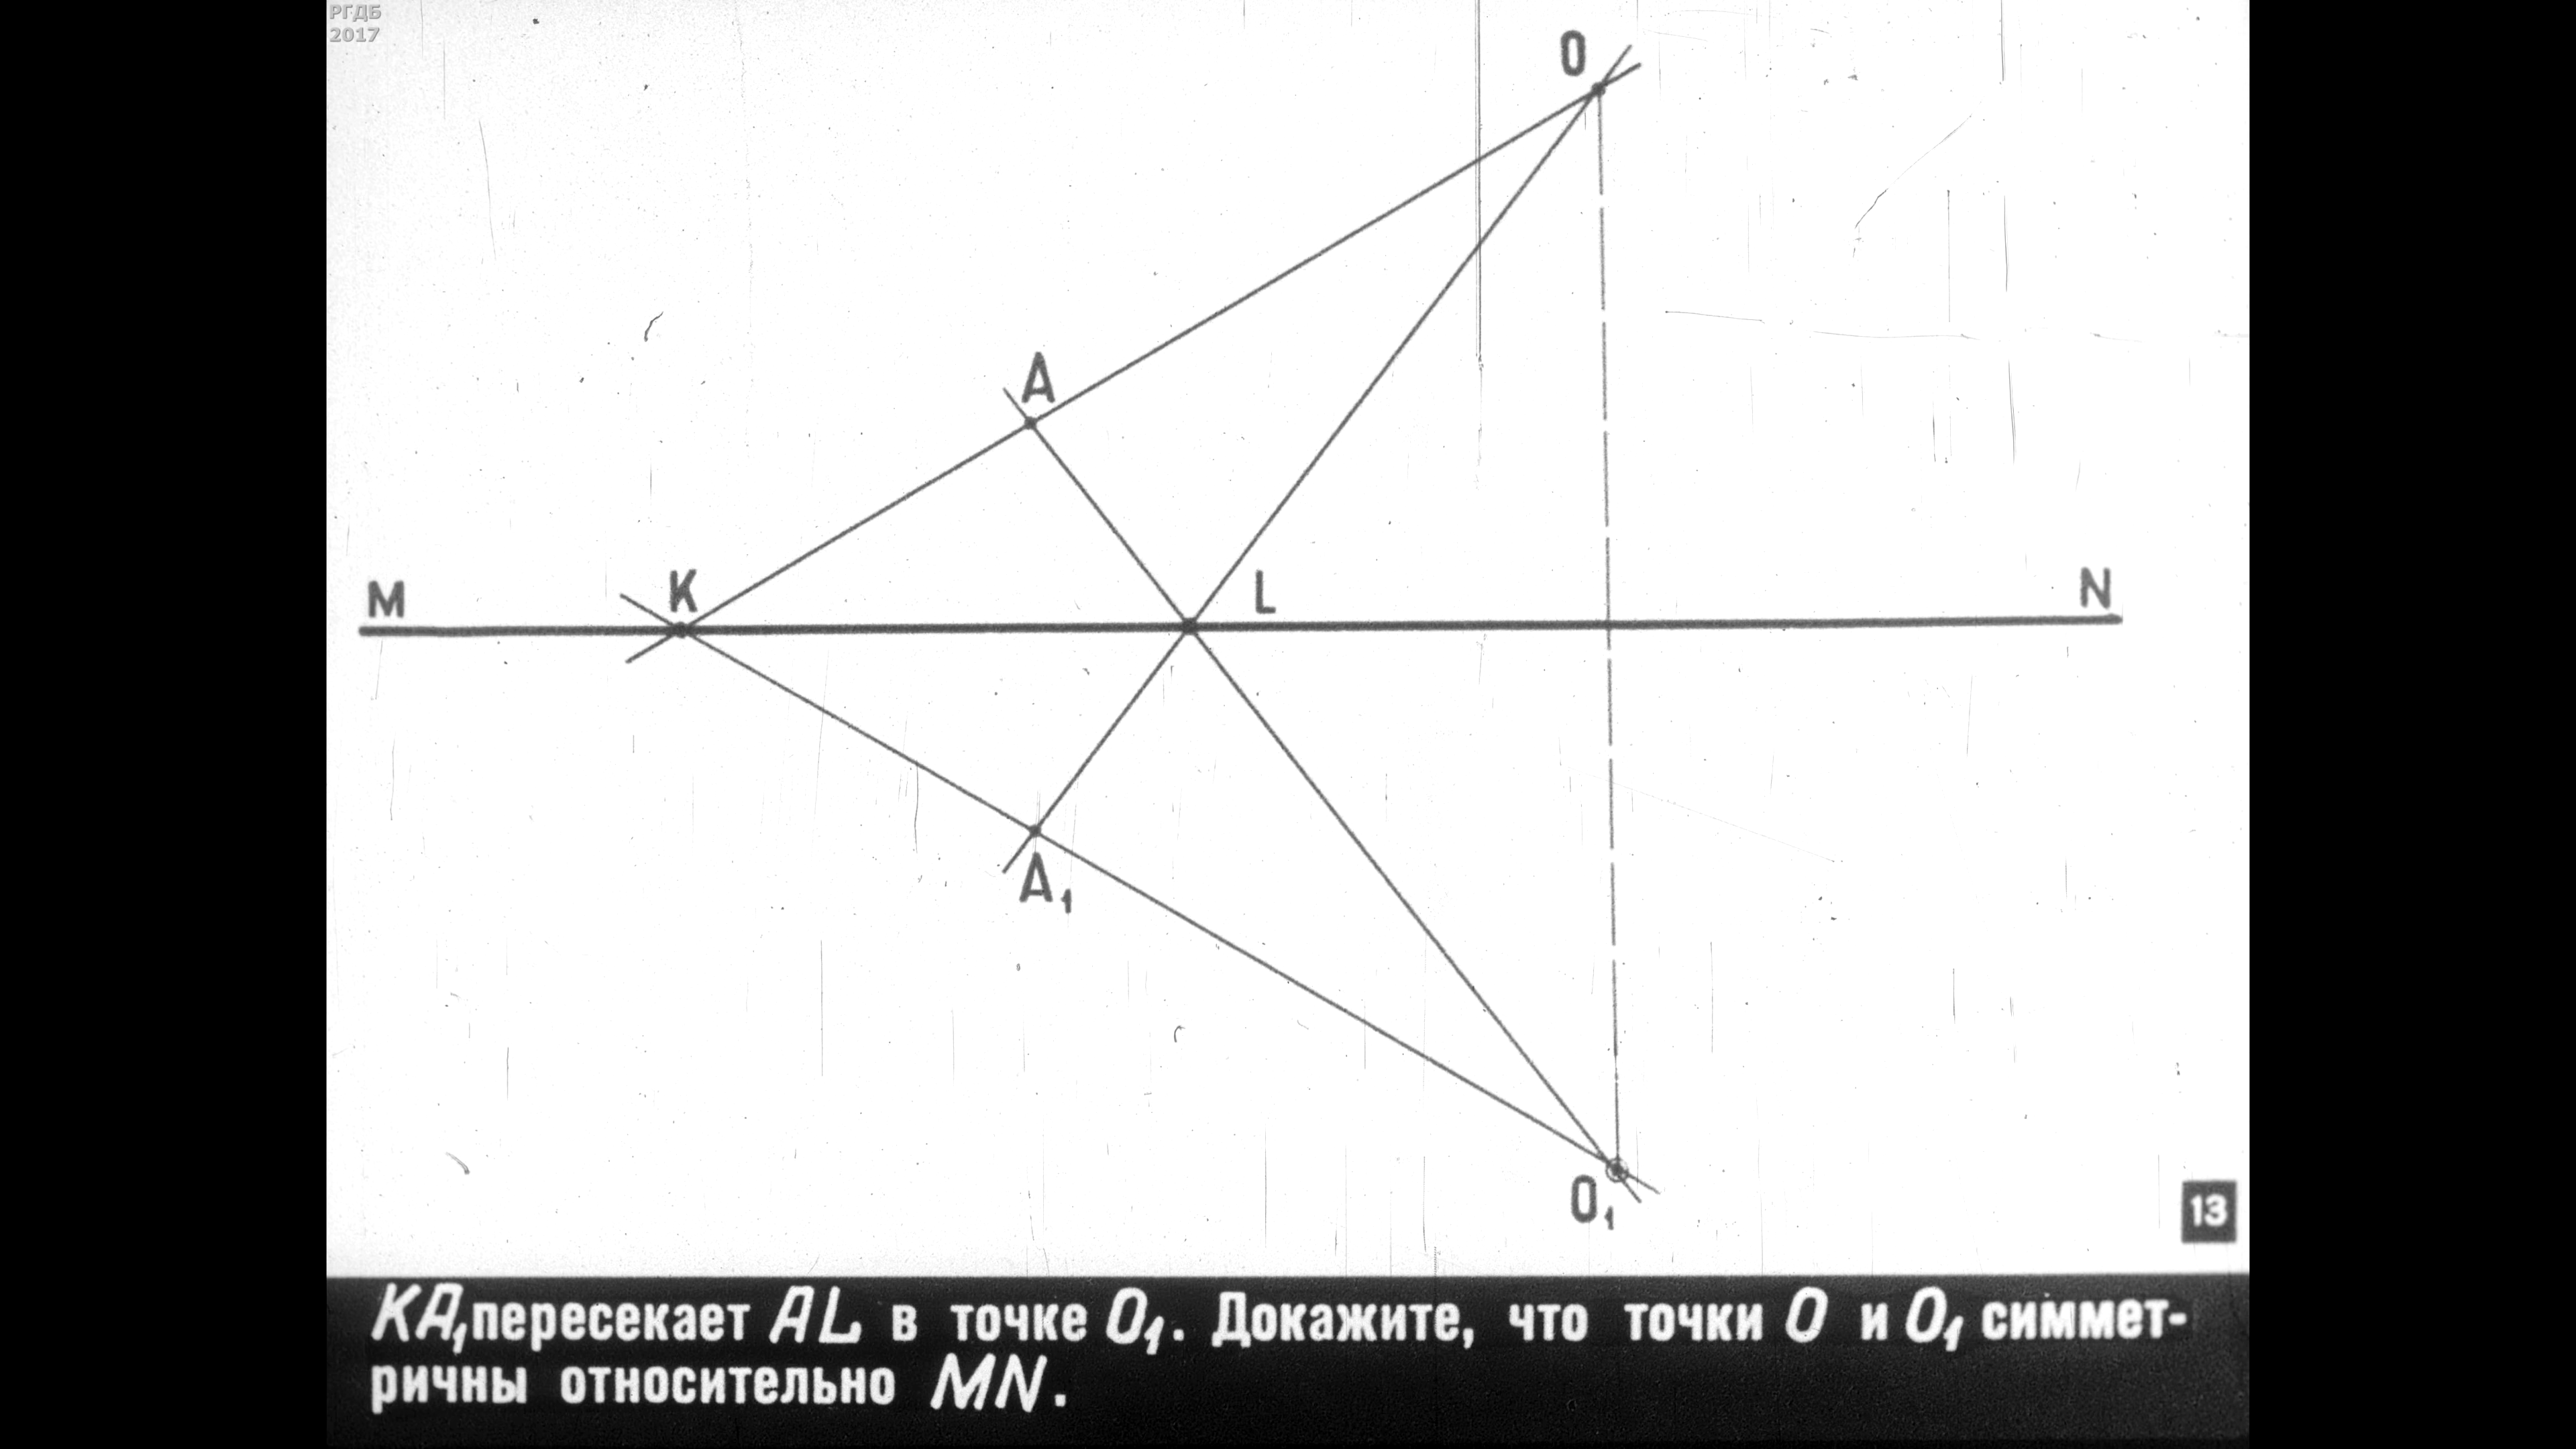 РГДБ
2017
O
A
M
K
L
N
A₁
O₁
13
KA₁ пересекает AL в точке O₁. Докажите, что точки O и O₁ симмет-
ричны относительно MN.